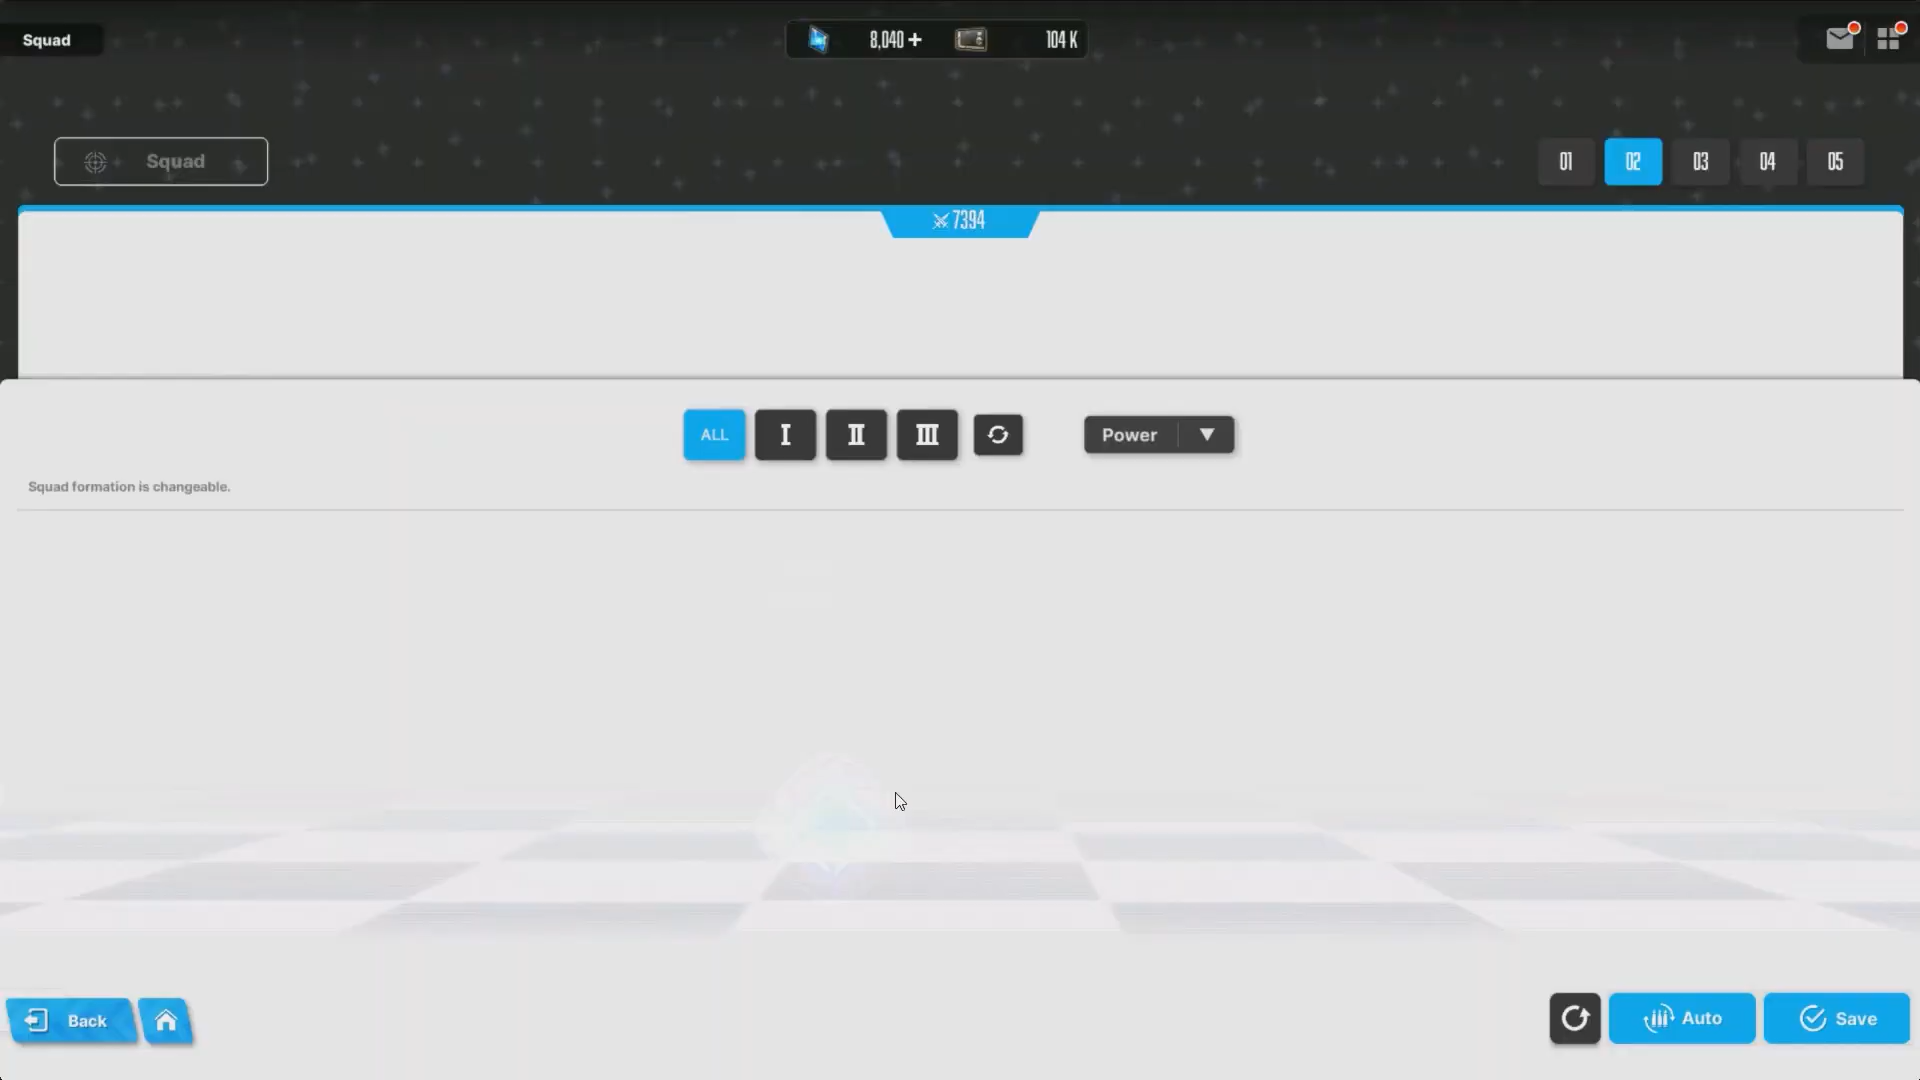 Squad
8,040 +
104 K
Squad
01
02
03
04
05
7394
ALL
I
II
III
Power
Squad formation is changeable.
Back
Auto
Save